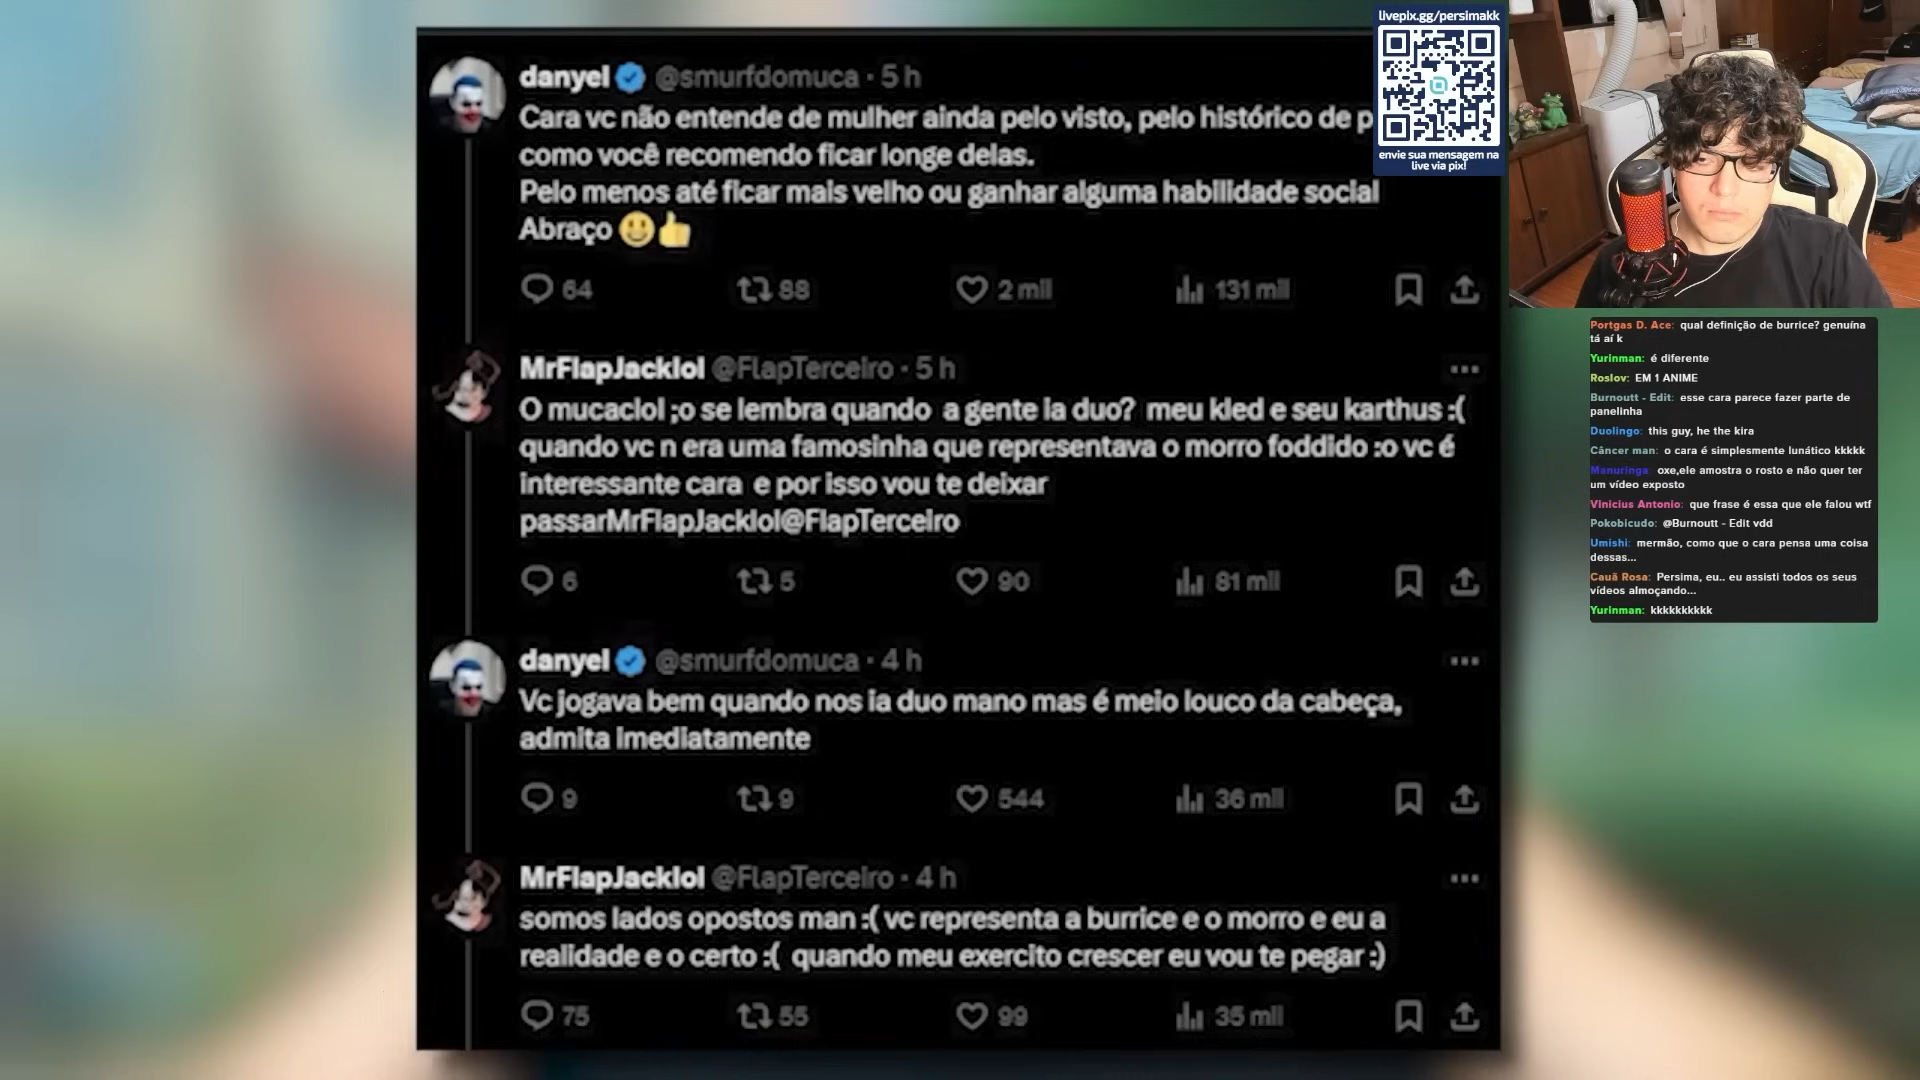 danyel @smurfdomuca · 5 h
Cara vc não entende de mulher ainda pelo visto, pelo histórico de p
como você recomendo ficar longe delas.
Pelo menos até ficar mais velho ou ganhar alguma habilidade social
Abraço 😃👍
64 88 2 mil 131 mil
MrFlapJacklol @FlapTerceiro · 5 h
O mucaclol ;o se lembra quando a gente ia duo? meu kled e seu karthus :(
quando vc n era uma famosinha que representava o morro foddido :o vc é
interessante cara e por isso vou te deixar
passarMrFlapJacklol@FlapTerceiro
6 5 90 81 mil
danyel @smurfdomuca · 4 h
Vc jogava bem quando nos ia duo mano mas é meio louco da cabeça,
admita imediatamente
9 9 544 36 mil
MrFlapJacklol @FlapTerceiro · 4 h
somos lados opostos man :( vc representa a burrice e o morro e eu a
realidade e o certo :( quando meu exercito crescer eu vou te pegar :)
75 55 99 35 mil
livepix.gg/persimakk
envie sua mensagem na
live via pix!
Portgas D. Ace: qual definição de burrice? genuína
tá aí k
Yurinman: é diferente
Roslov: EM 1 ANIME
Burnoutt - Edit: esse cara parece fazer parte de
panelinha
Duolingo: this guy, he the kira
Câncer man: o cara é simplesmente lunático kkkkk
Manuringa: oxe,ele amostra o rosto e não quer ter
um vídeo exposto
Vinicius Antonio: que frase é essa que ele falou wtf
Pokobicudo: @Burnoutt - Edit vdd
Umishi: mermão, como que o cara pensa uma coisa
dessas...
Cauã Rosa: Persima, eu.. eu assisti todos os seus
vídeos almoçando...
Yurinman: kkkkkkkkkk